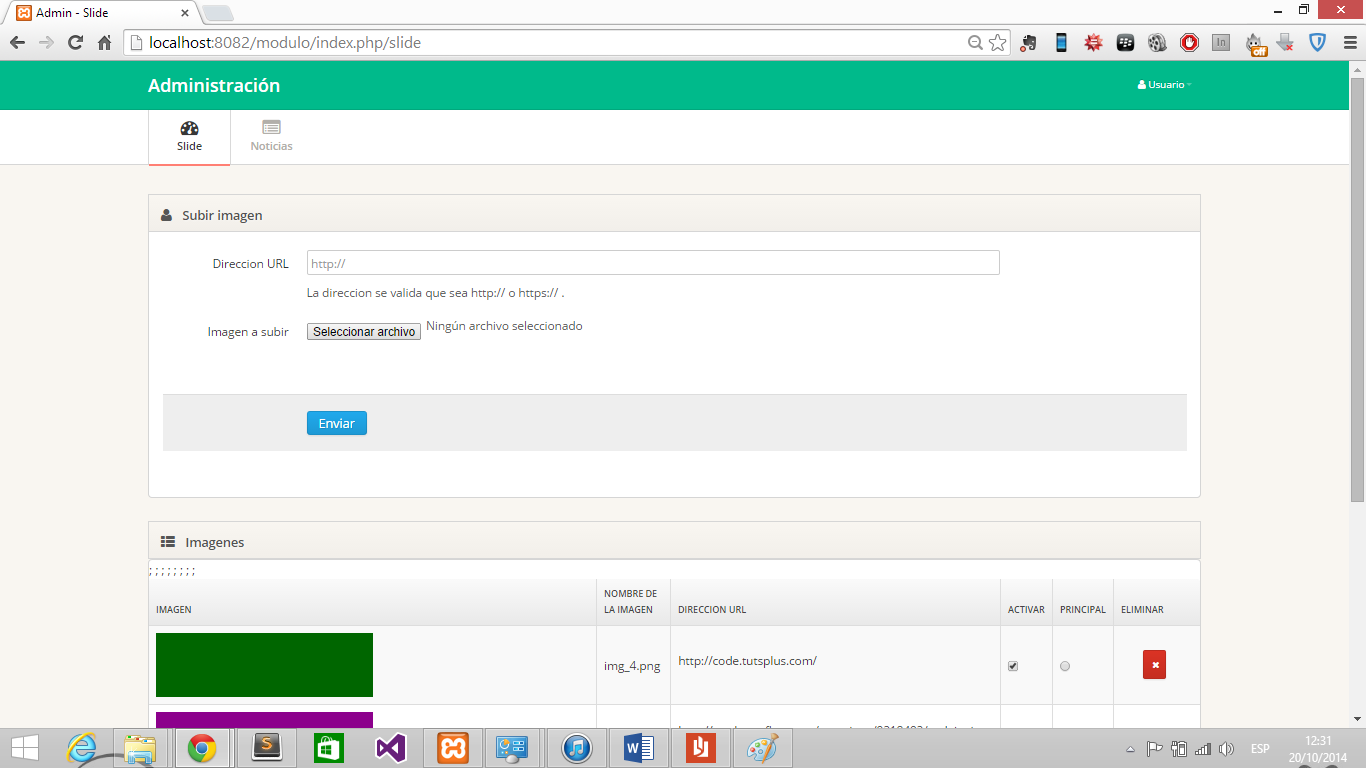 Admin - Slide
localhost:8082/modulo/index.php/slide
In
off
Administración
Usuario
Slide
Noticias
Subir imagen
Direccion URL
http://
La direccion se valida que sea http:// o https:// .
Imagen a subir
Seleccionar archivo
Ningún archivo seleccionado
Enviar
Imagenes
; ; ; ; ; ; ; ;
IMAGEN
NOMBRE DE
LA IMAGEN
DIRECCION URL
ACTIVAR
PRINCIPAL
ELIMINAR
img_4.png
http://code.tutsplus.com/
ESP
12:31
20/10/2014